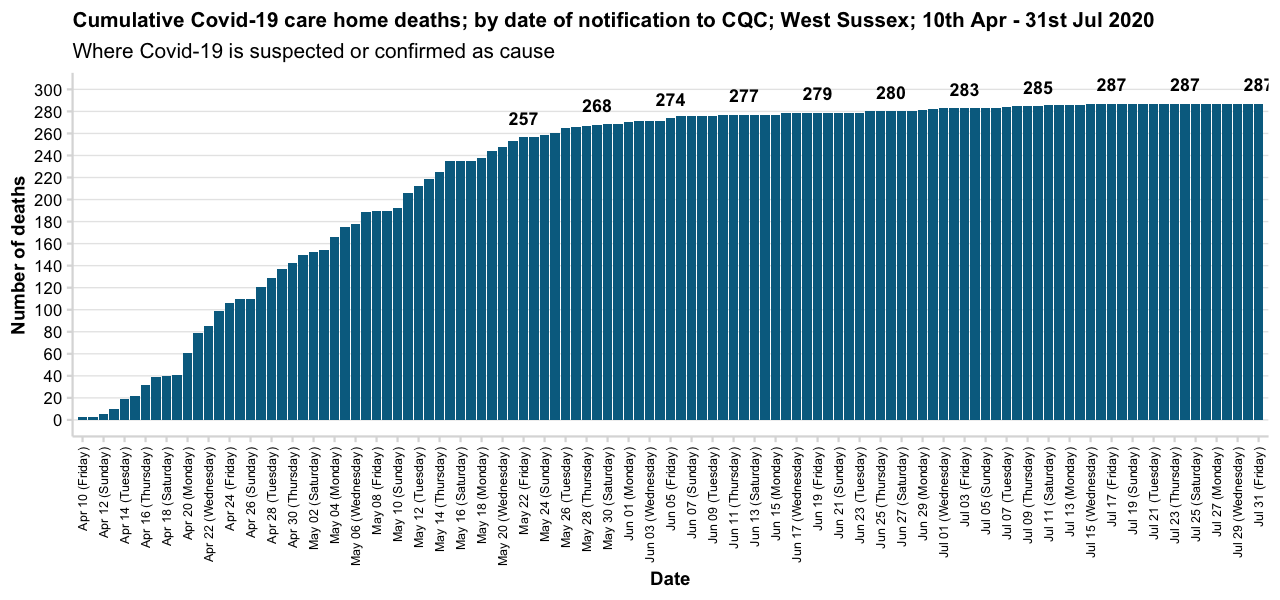 Cumulative Covid-19 care home deaths; by date of notification to CQC; West Sussex; 10th Apr - 31st Jul 2020
Where Covid-19 is suspected or confirmed as cause
Number of deaths
300
280
260
240
220
200
180
160
140
120
100
80
60
40
20
0
257
268
274
277
279
280
283
285
287
287
287
Apr 10 (Friday)
Apr 12 (Sunday)
Apr 14 (Tuesday)
Apr 16 (Thursday)
Apr 18 (Saturday)
Apr 20 (Monday)
Apr 22 (Wednesday)
Apr 24 (Friday)
Apr 26 (Sunday)
Apr 28 (Tuesday)
Apr 30 (Thursday)
May 02 (Saturday)
May 04 (Monday)
May 06 (Wednesday)
May 08 (Friday)
May 10 (Sunday)
May 12 (Tuesday)
May 14 (Thursday)
May 16 (Saturday)
May 18 (Monday)
May 20 (Wednesday)
May 22 (Friday)
May 24 (Sunday)
May 26 (Tuesday)
May 28 (Thursday)
May 30 (Saturday)
Jun 01 (Monday)
Jun 03 (Wednesday)
Jun 05 (Friday)
Jun 07 (Sunday)
Jun 09 (Tuesday)
Jun 11 (Thursday)
Jun 13 (Saturday)
Jun 15 (Monday)
Jun 17 (Wednesday)
Jun 19 (Friday)
Jun 21 (Sunday)
Jun 23 (Tuesday)
Jun 25 (Thursday)
Jun 27 (Saturday)
Jun 29 (Monday)
Jul 01 (Wednesday)
Jul 03 (Friday)
Jul 05 (Sunday)
Jul 07 (Tuesday)
Jul 09 (Thursday)
Jul 11 (Saturday)
Jul 13 (Monday)
Jul 15 (Wednesday)
Jul 17 (Friday)
Jul 19 (Sunday)
Jul 21 (Tuesday)
Jul 23 (Thursday)
Jul 25 (Saturday)
Jul 27 (Monday)
Jul 29 (Wednesday)
Jul 31 (Friday)
Date